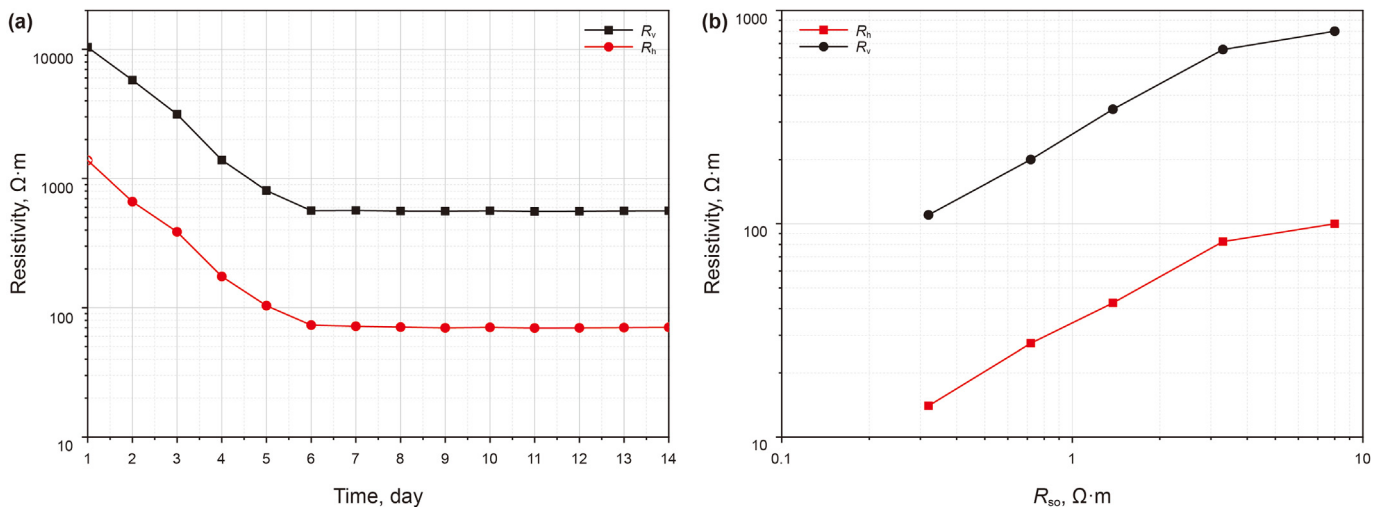 (a)
Rv
Rh
10000
1000
100
10
Resistivity, Ω·m
1 2 3 4 5 6 7 8 9 10 11 12 13 14
Time, day
(b)
Rh
Rv
1000
100
10
Resistivity, Ω·m
0.1 1 10
Rso, Ω·m